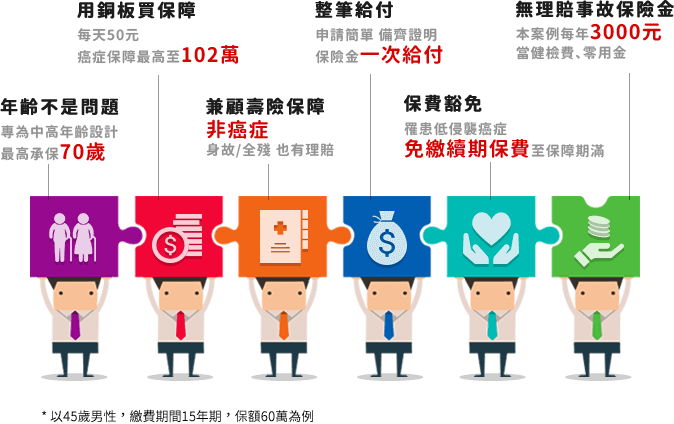 用銅板買保障
每天50元
癌症保障最高至102萬
整筆給付
申請簡單 備齊證明
保險金一次給付
無理賠事故保險金
本案例每年3000元
當健檢費、零用金
年齡不是問題
專為中高年齡設計
最高承保70歲
兼顧壽險保障
非癌症
身故/全殘 也有理賠
保費豁免
罹患低侵襲癌症
免繳續期保費至保障期滿
* 以45歲男性，繳費期間15年期，保額60萬為例